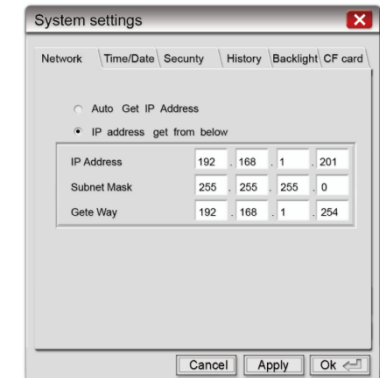 System settings
Network Time/Date Securty History Backlight CF card
Auto Get IP Address
IP address get from below
IP Address 192 . 168 . 1 . 201
Subnet Mask 255 . 255 . 255 . 0
Gete Way 192 . 168 . 1 . 254
Cancel Apply Ok